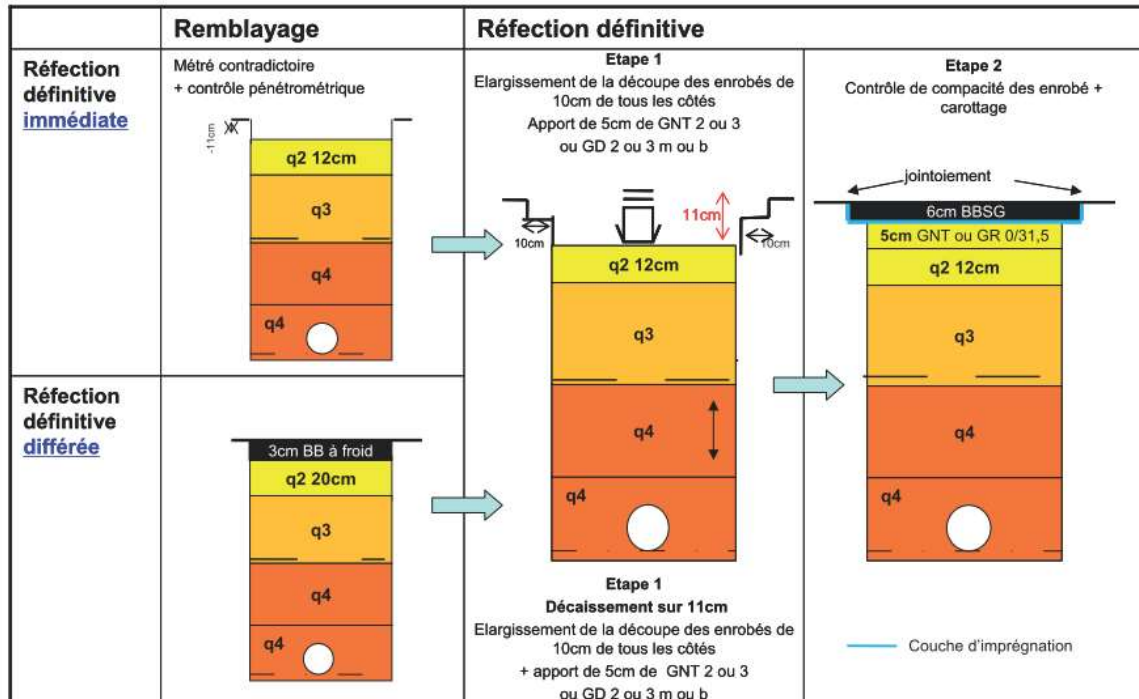 Remblayage
Réfection définitive
Réfection
définitive
immédiate
Métré contradictoire
+ contrôle pénétrométrique
-11cm
q2 12cm
q3
q4
q4
Etape 1
Elargissement de la découpe des enrobés de
10cm de tous les côtés
Apport de 5cm de GNT 2 ou 3
ou GD 2 ou 3 m ou b
11cm
10cm
10cm
q2 12cm
q3
q4
q4
Etape 2
Contrôle de compacité des enrobé +
carottage
jointoiement
6cm BBSG
5cm GNT ou GR 0/31,5
q2 12cm
q3
q4
q4
Réfection
définitive
différée
3cm BB à froid
q2 20cm
q3
q4
q4
Etape 1
Décaissement sur 11cm
Elargissement de la découpe des enrobés de
10cm de tous les côtés
+ apport de 5cm de GNT 2 ou 3
ou GD 2 ou 3 m ou b
Couche d'imprégnation